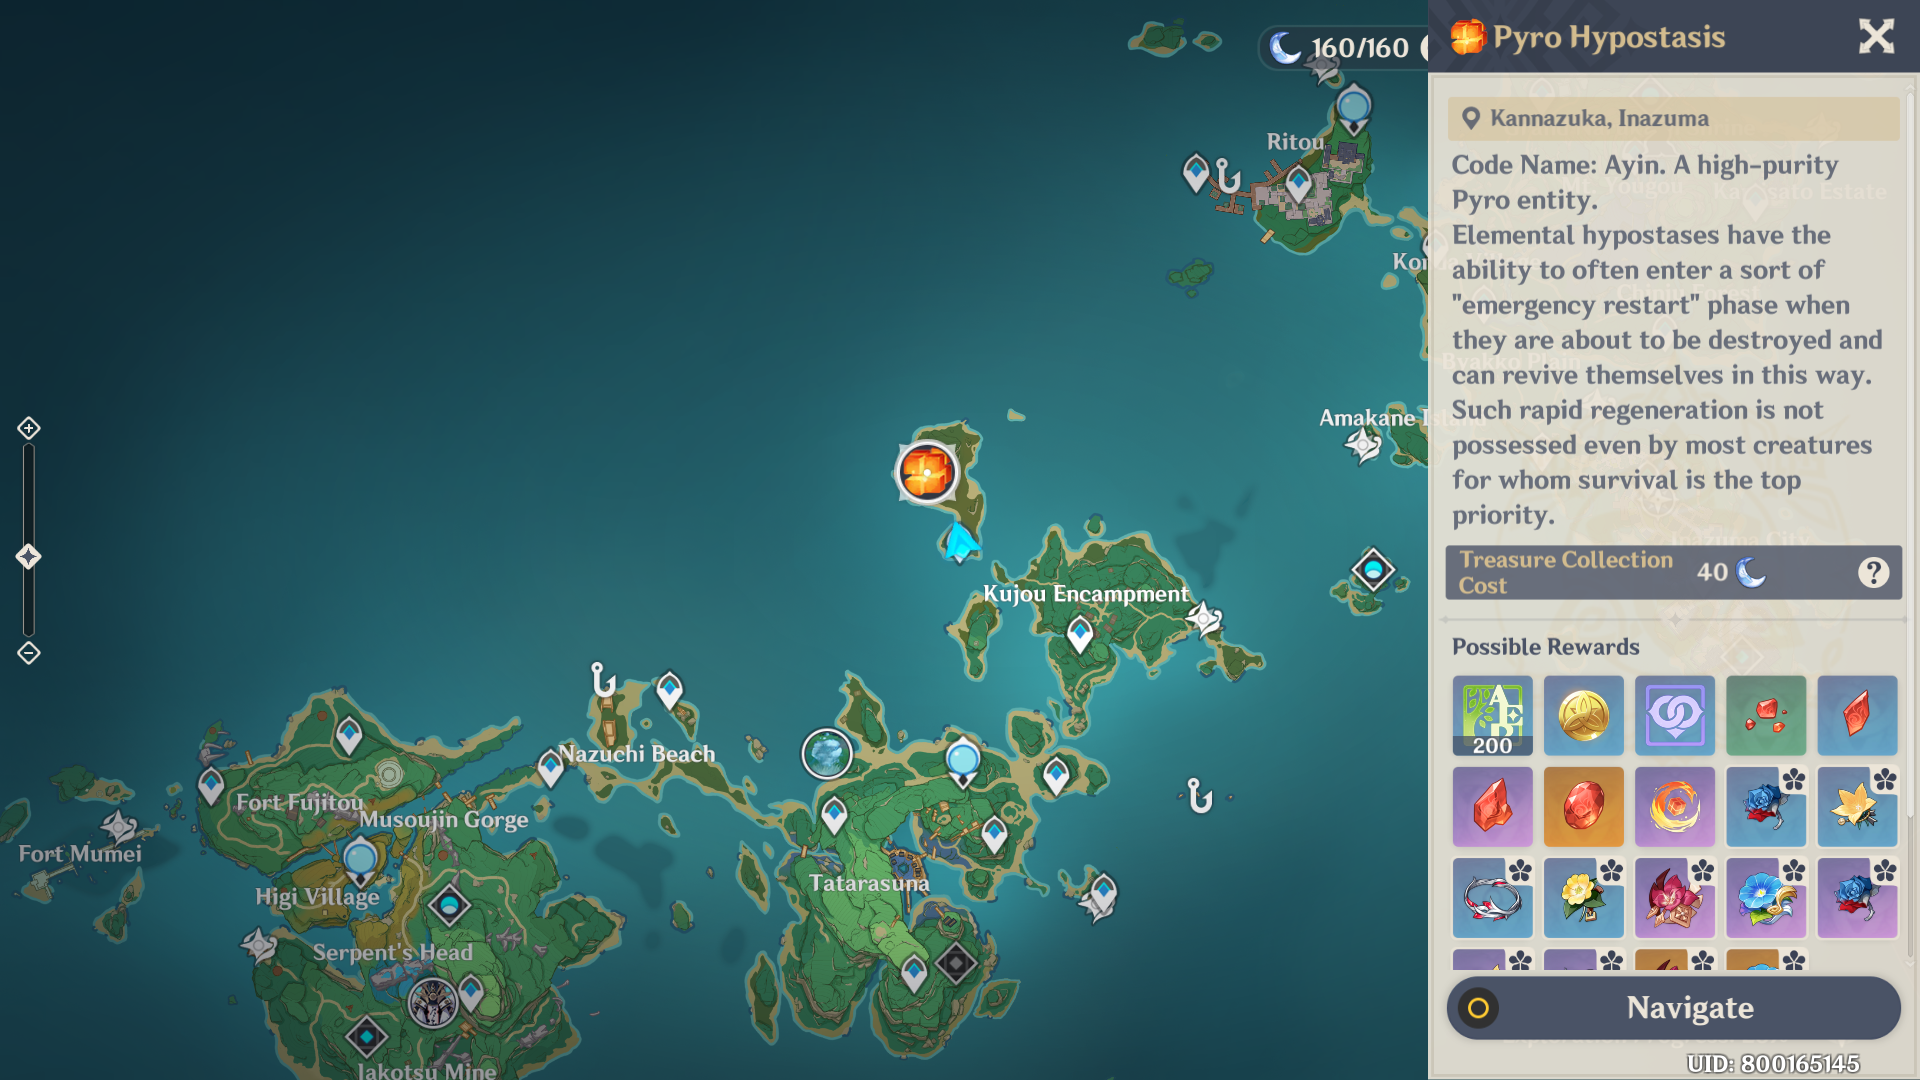 160/160
Ritou
Amakane Island
Kujou Encampment
Nazuchi Beach
Fort Fujitou
Musoujin Gorge
Fort Mumei
Higi Village
Tatarasuna
Serpent's Head
Jakotsu Mine
Pyro Hypostasis
Kannazuka, Inazuma
Code Name: Ayin. A high-purity
Pyro entity.
Elemental hypostases have the
ability to often enter a sort of
"emergency restart" phase when
they are about to be destroyed and
can revive themselves in this way.
Such rapid regeneration is not
possessed even by most creatures
for whom survival is the top
priority.
Treasure Collection
Cost
40
?
Possible Rewards
200
Navigate
UID: 800165145